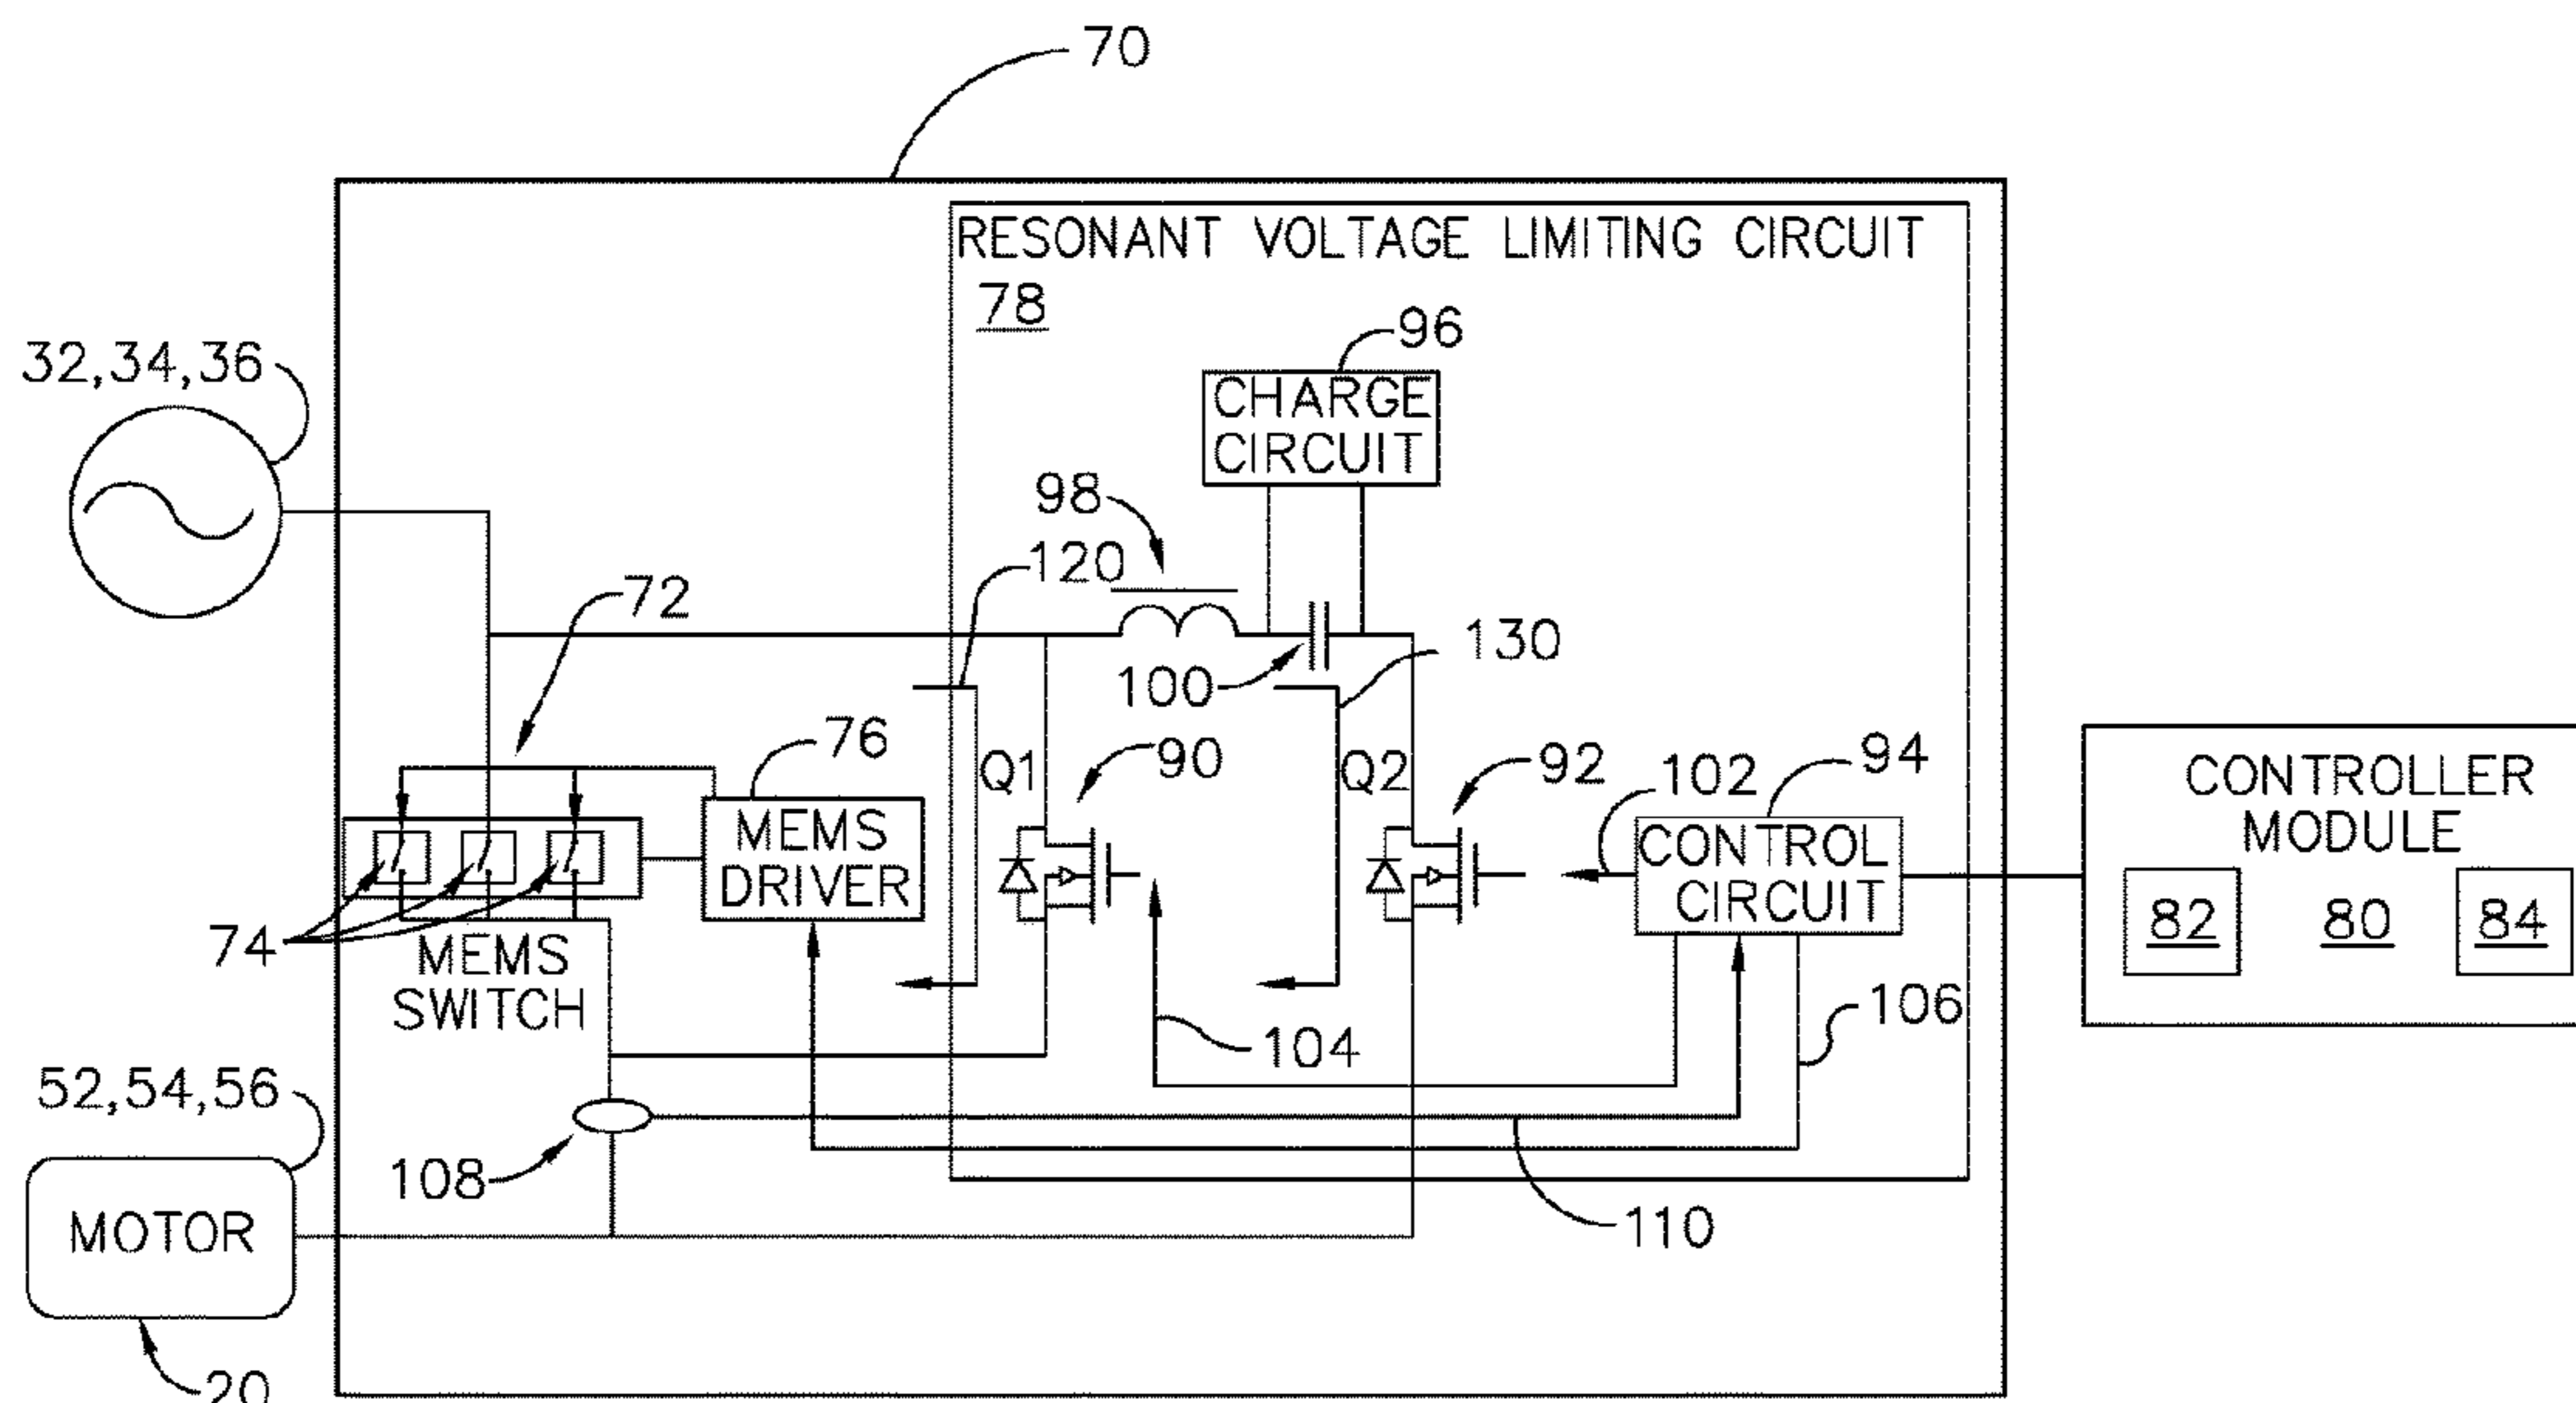 70
RESONANT VOLTAGE LIMITING CIRCUIT
78
96
32,34,36
CHARGE
CIRCUIT
98
120
72
130
100
76
Q1
90
Q2
92
102
94
CONTROLLER
MODULE
MEMS
DRIVER
CONTROL
CIRCUIT
82
80
84
74
MEMS
SWITCH
104
106
52,54,56
108
110
MOTOR
20